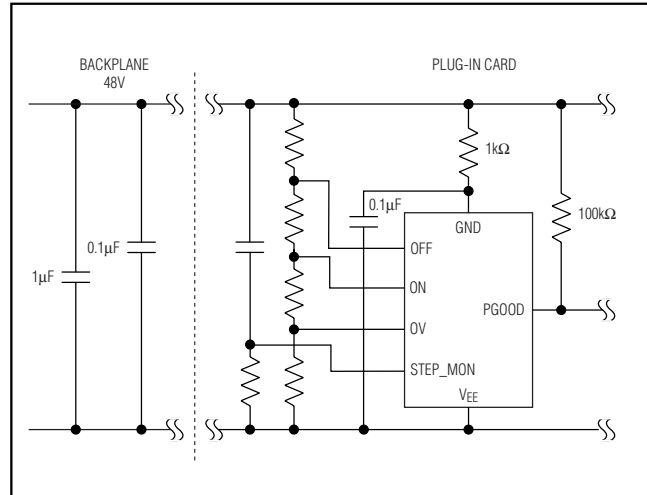 BACKPLANE
48V
PLUG-IN CARD
1kΩ
0.1µF
100kΩ
GND
0.1µF
1µF
OFF
ON
OV
PGOOD
STEP_MON
VEE